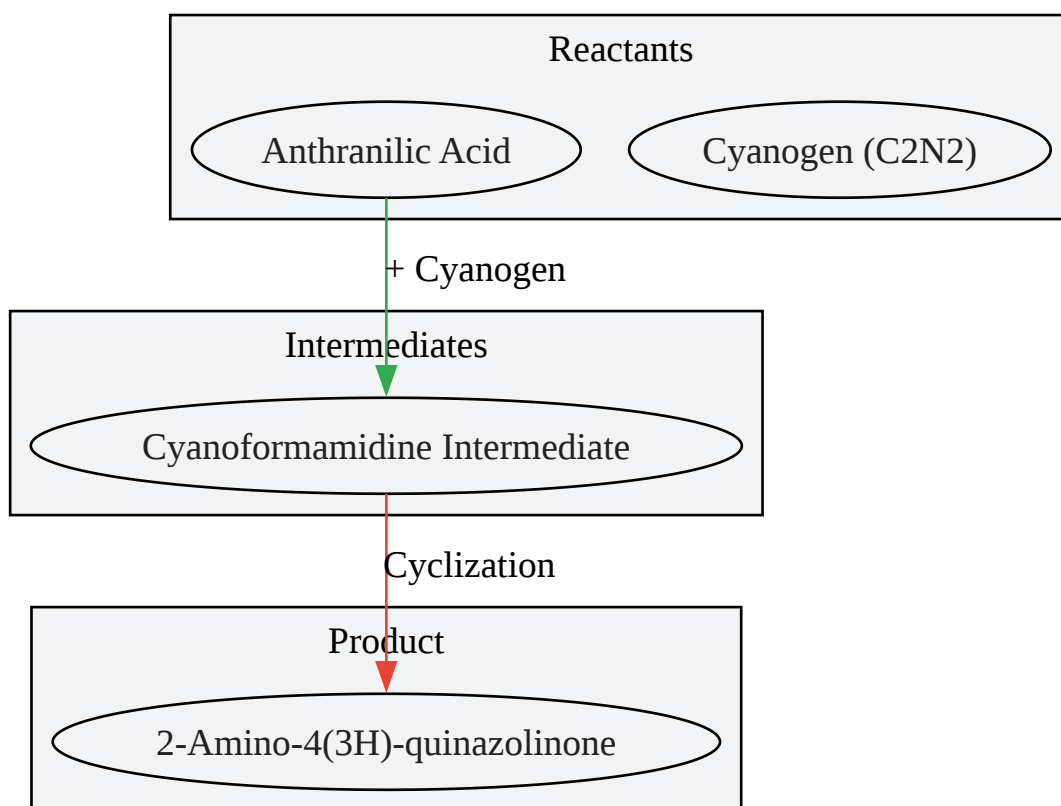 Reactants
Anthranilic Acid
Cyanogen (C2N2)
+ Cyanogen
Intermediates
Cyanoformamidine Intermediate
Cyclization
Product
2-Amino-4(3H)-quinazolinone